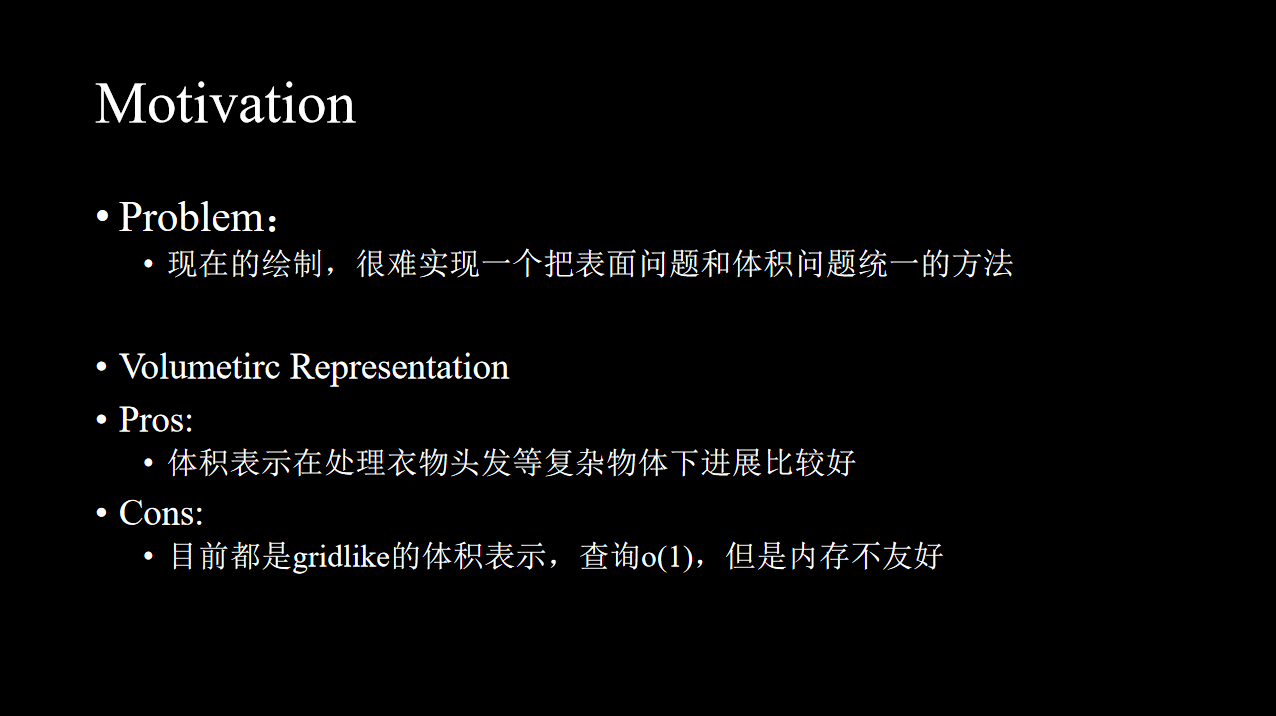 Motivation
• Problem：
• 现在的绘制，很难实现一个把表面问题和体积问题统一的方法
• Volumetirc Representation
• Pros:
• 体积表示在处理衣物头发等复杂物体下进展比较好
• Cons:
• 目前都是gridlike的体积表示，查询o(1)，但是内存不友好